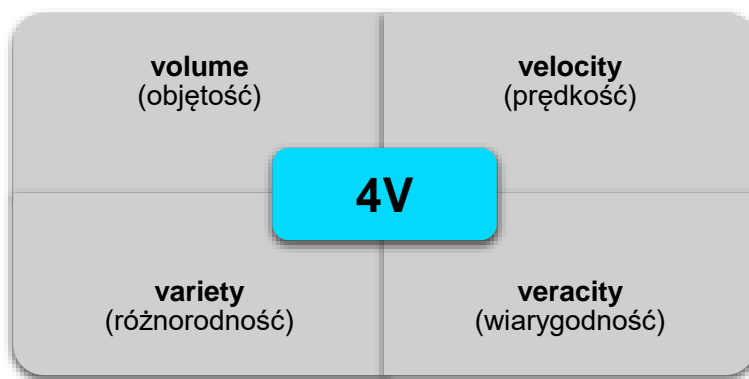 volume
(objętość)
velocity
(prędkość)
4V
variety
(różnorodność)
veracity
(wiarygodność)